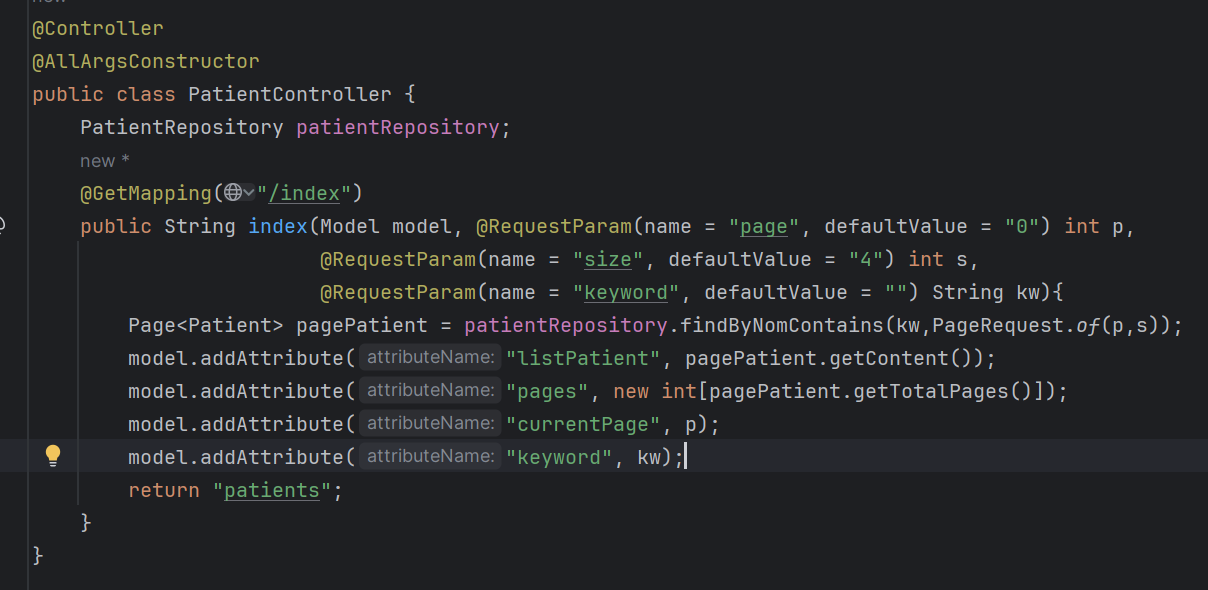 @Controller
@AllArgsConstructor
public class PatientController {
PatientRepository patientRepository;
new *
@GetMapping("/index")
public String index(Model model, @RequestParam(name = "page", defaultValue = "0") int p,
@RequestParam(name = "size", defaultValue = "4") int s,
@RequestParam(name = "keyword", defaultValue = "") String kw){
Page<Patient> pagePatient = patientRepository.findByNomContains(kw,PageRequest.of(p,s));
model.addAttribute( attributeName: "listPatient", pagePatient.getContent());
model.addAttribute( attributeName: "pages", new int[pagePatient.getTotalPages()]);
model.addAttribute( attributeName: "currentPage", p);
model.addAttribute( attributeName: "keyword", kw);
return "patients";
}
}